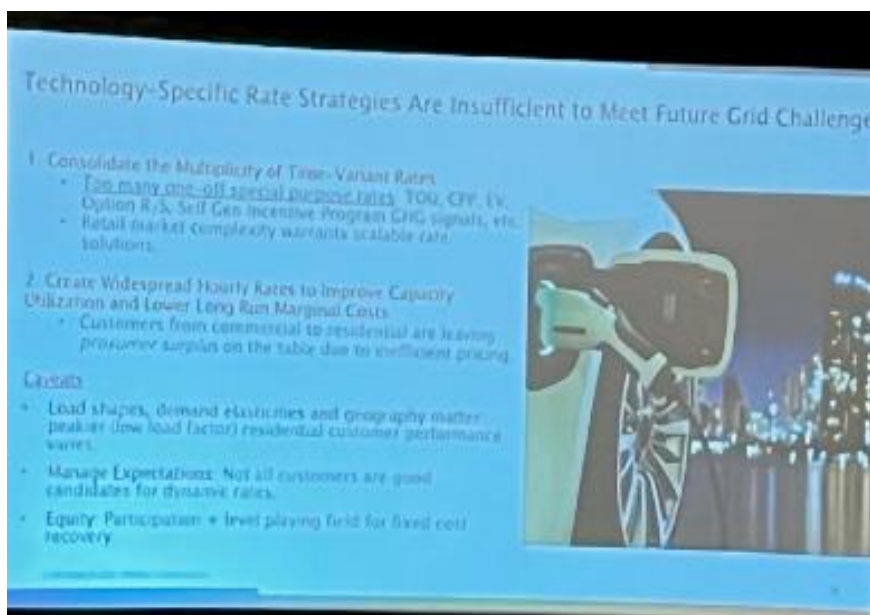 Technology-Specific Rate Strategies Are Insufficient to Meet Future Grid Challenge
1. Consolidate the Multiplicity of Time-Variant Rates
• Too many one-off special purpose rates: TOU, CPP, EV,
Option R/S, Self Gen Incentive Program GHG signals, etc.
• Retail market complexity warrants scalable rate
solutions.
2. Create Widespread Hourly Rates to Improve Capacity
Utilization and Lower Long Run Marginal Costs
• Customers from commercial to residential are leaving
prosumer surplus on the table due to inefficient pricing
Caveats
• Load shapes, demand elasticities and geography matter:
peakier (low load factor) residential customer performance
varies.
• Manage Expectations: Not all customers are good
candidates for dynamic rates.
• Equity: Participation + level playing field for fixed cost
recovery